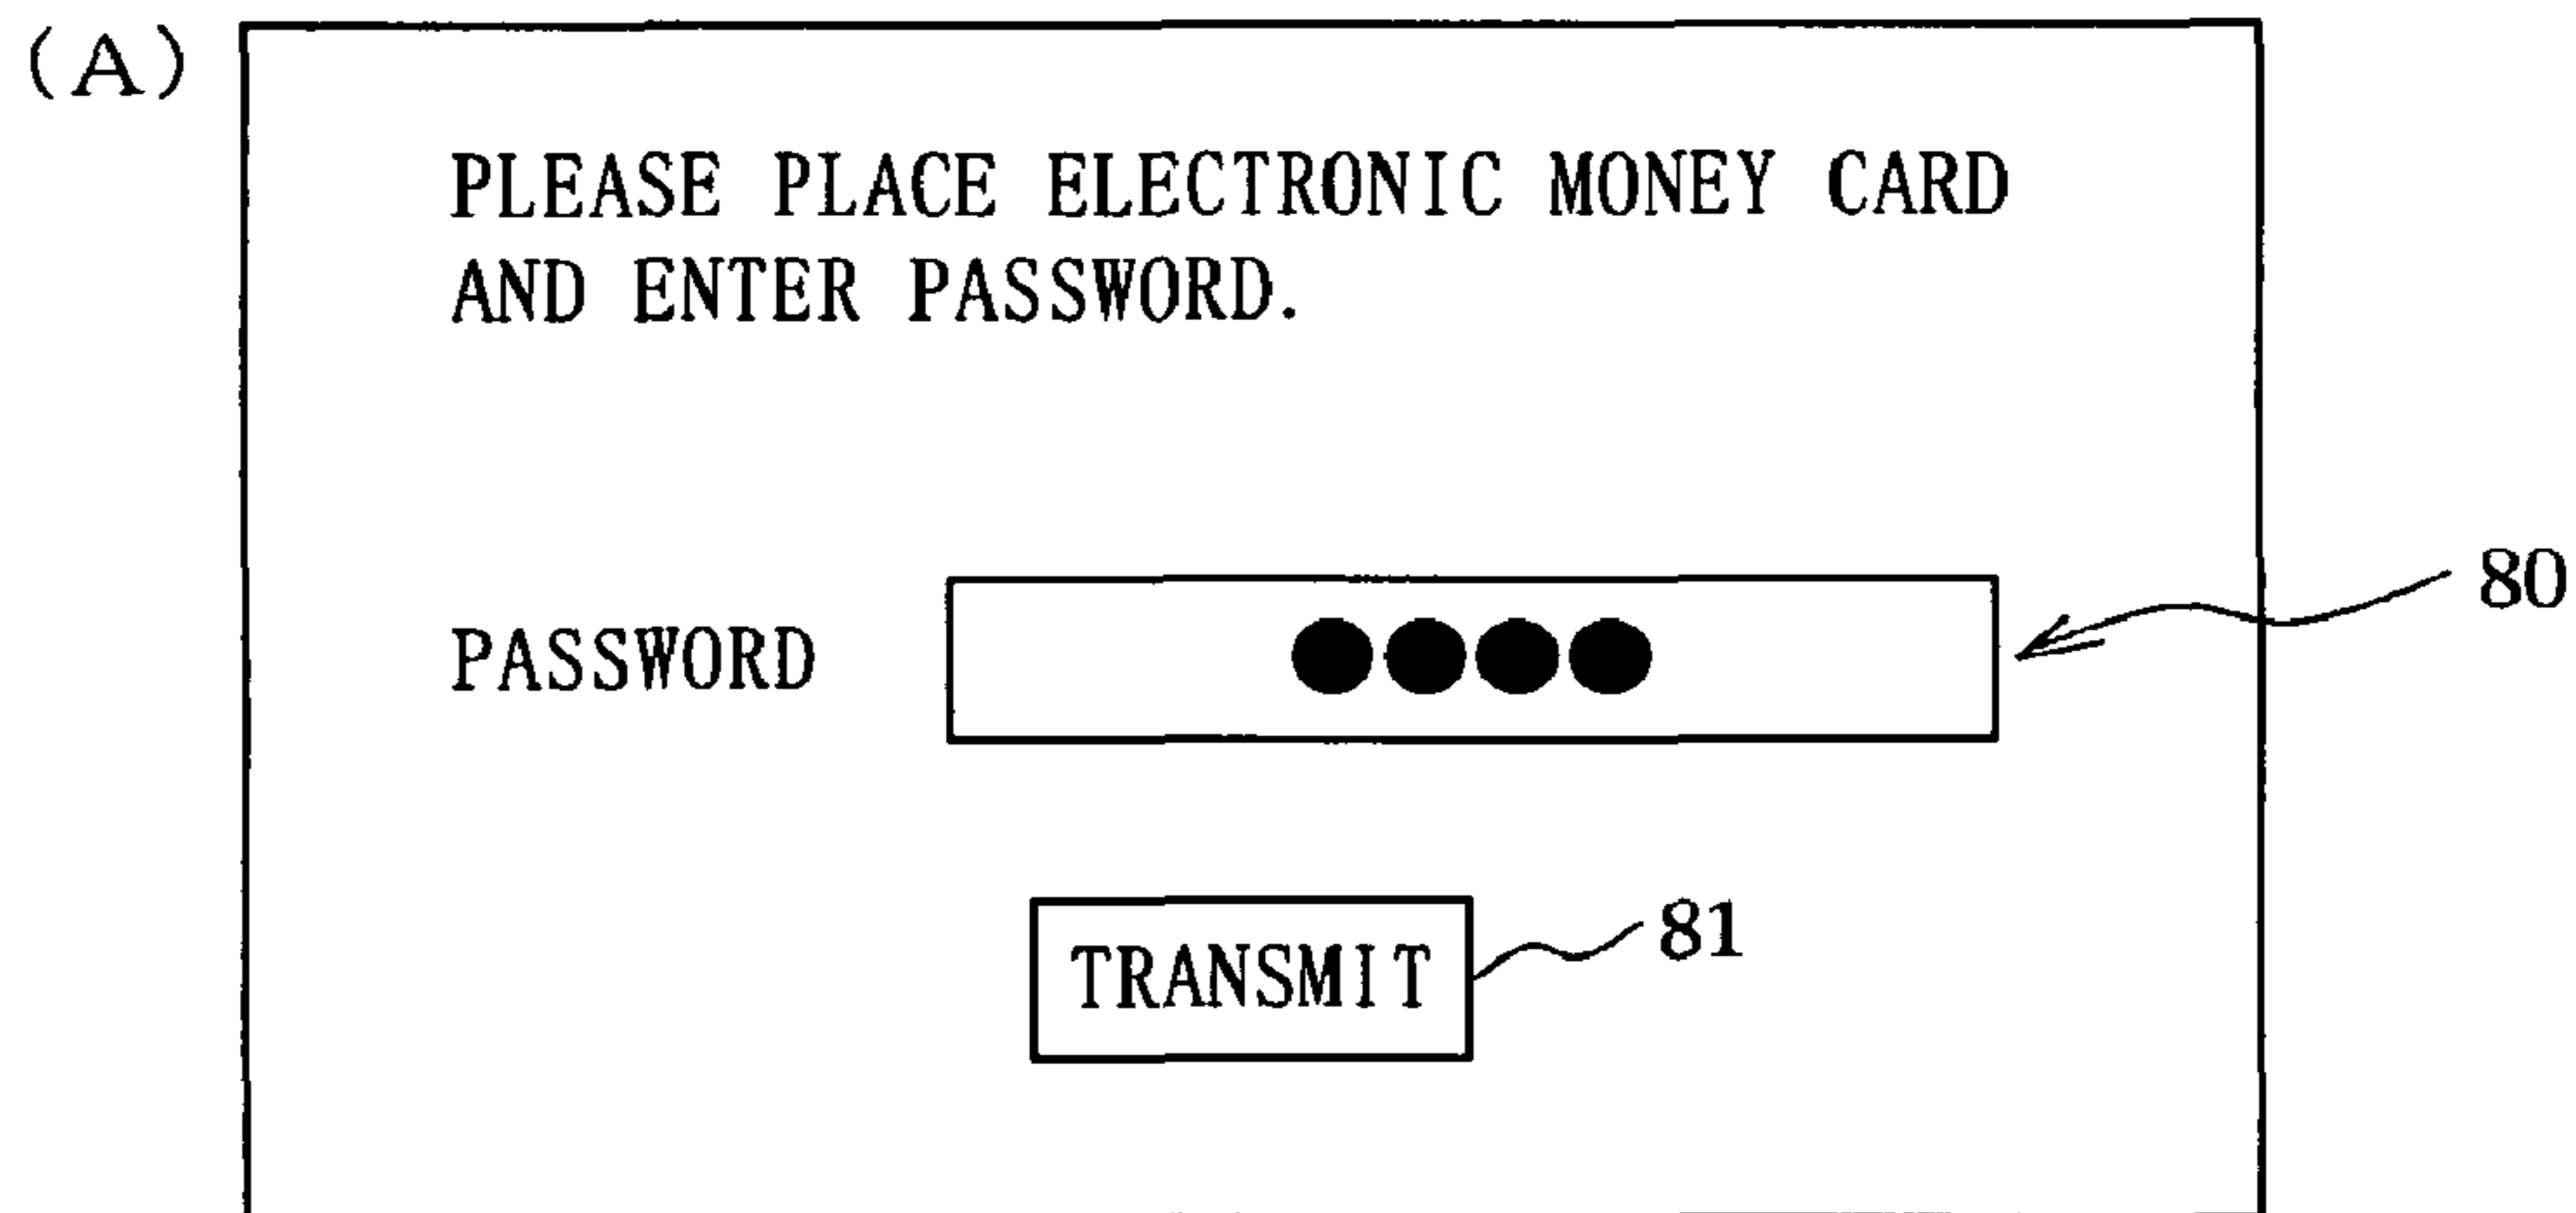 (A)
PLEASE PLACE ELECTRONIC MONEY CARD
AND ENTER PASSWORD.
PASSWORD ●●●● 80
TRANSMIT 81